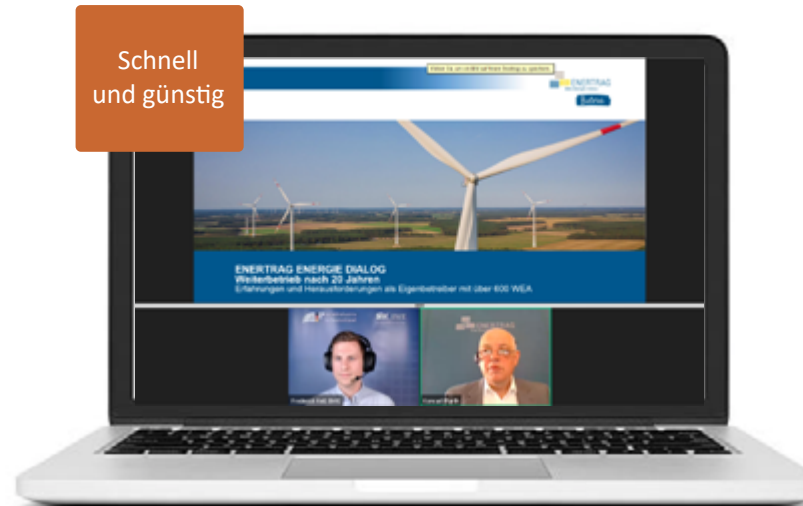 Schnell
und günstig
ENERTRAG
ENERTRAG ENERGIE DIALOG
Weiterbetrieb nach 20 Jahren
Erfahrungen und Herausforderungen als Eigenbetreiber mit über 600 WEA
ENERTRAG